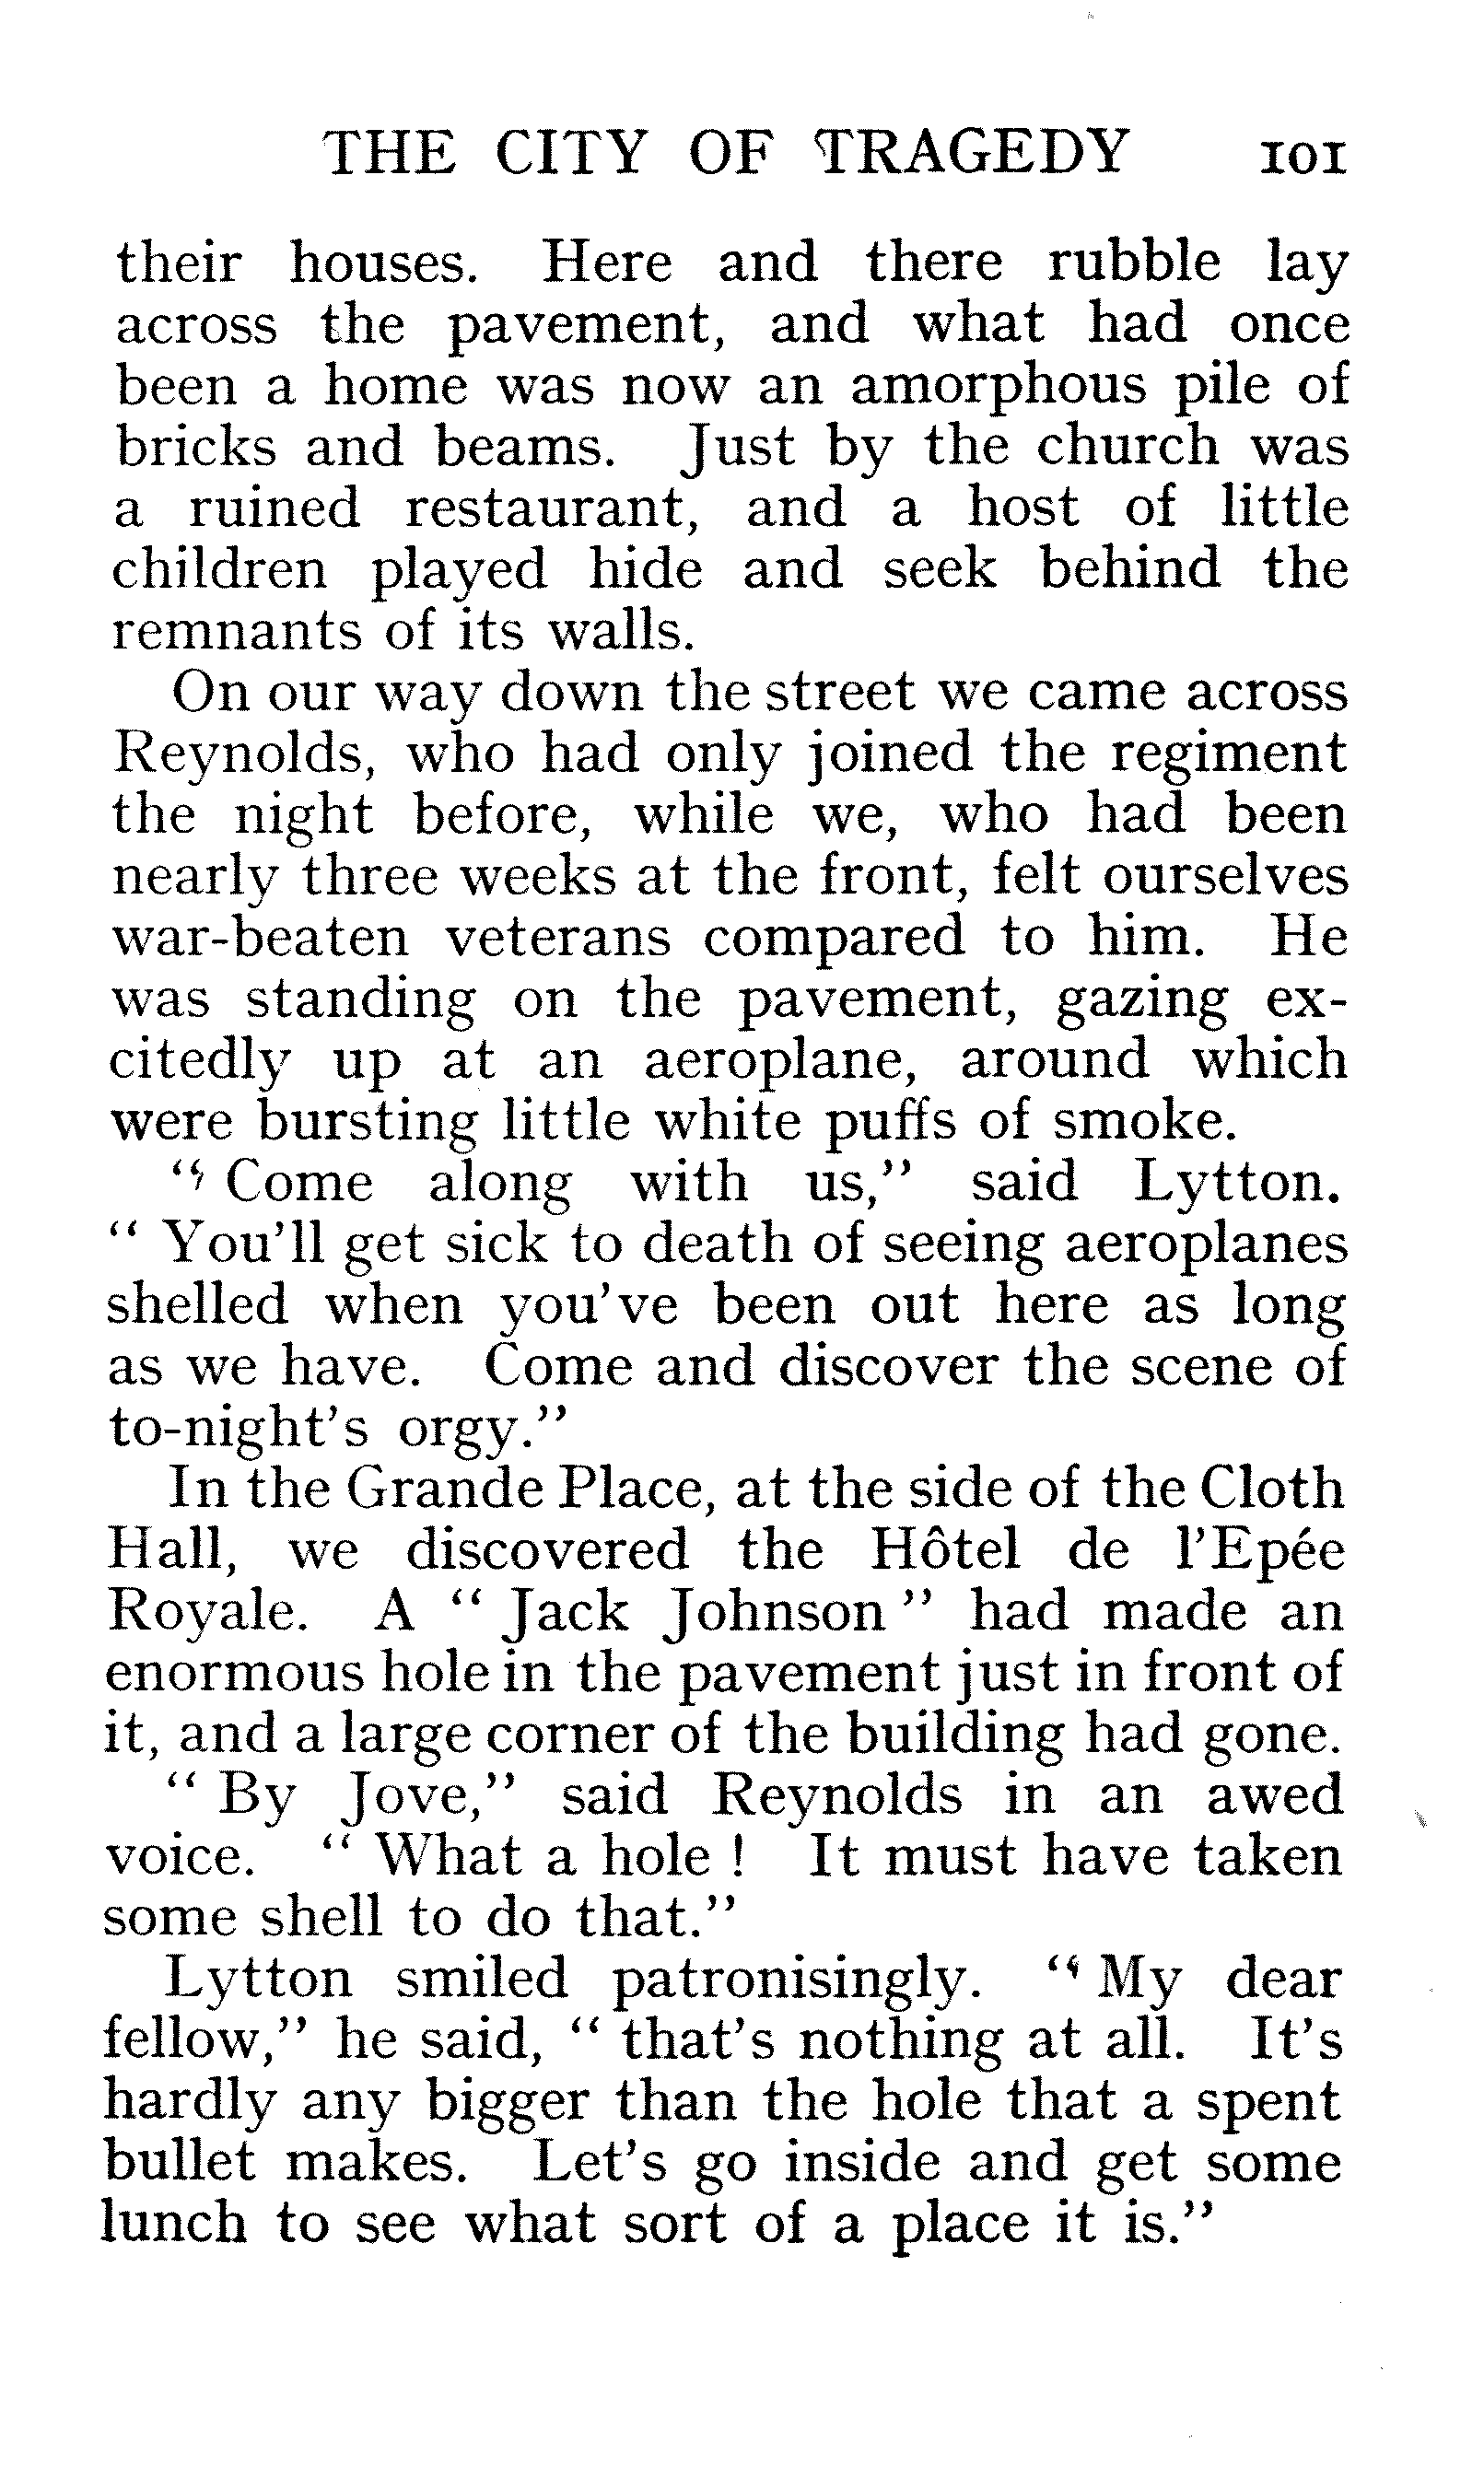 THE CITY OF TRAGEDY 101
their houses. Here and there rubble lay
across the pavement, and what had once
been a home was now an amorphous pile of
bricks and beams. Just by the church was
a ruined restaurant, and a host of little
children played hide and seek behind the
remnants of its walls.
On our way down the street we came across
Reynolds, who had only joined the regiment
the night before, while we, who had been
nearly three weeks at the front, felt ourselves
war-beaten veterans compared to him. He
was standing on the pavement, gazing ex-
citedly up at an aeroplane, around which
were bursting little white puffs of smoke.
“ Come along with us,” said Lytton.
“ You’ll get sick to death of seeing aeroplanes
shelled when you’ve been out here as long
as we have. Come and discover the scene of
to-night’s orgy.”
In the Grande Place, at the side of the Cloth
Hall, we discovered the Hôtel de l’Epée
Royale. A “ Jack Johnson ” had made an
enormous hole in the pavement just in front of
it, and a large corner of the building had gone.
“ By Jove,” said Reynolds in an awed
voice. “ What a hole ! It must have taken
some shell to do that.”
Lytton smiled patronisingly. “ My dear
fellow,” he said, “ that’s nothing at all. It’s
hardly any bigger than the hole that a spent
bullet makes. Let’s go inside and get some
lunch to see what sort of a place it is.”